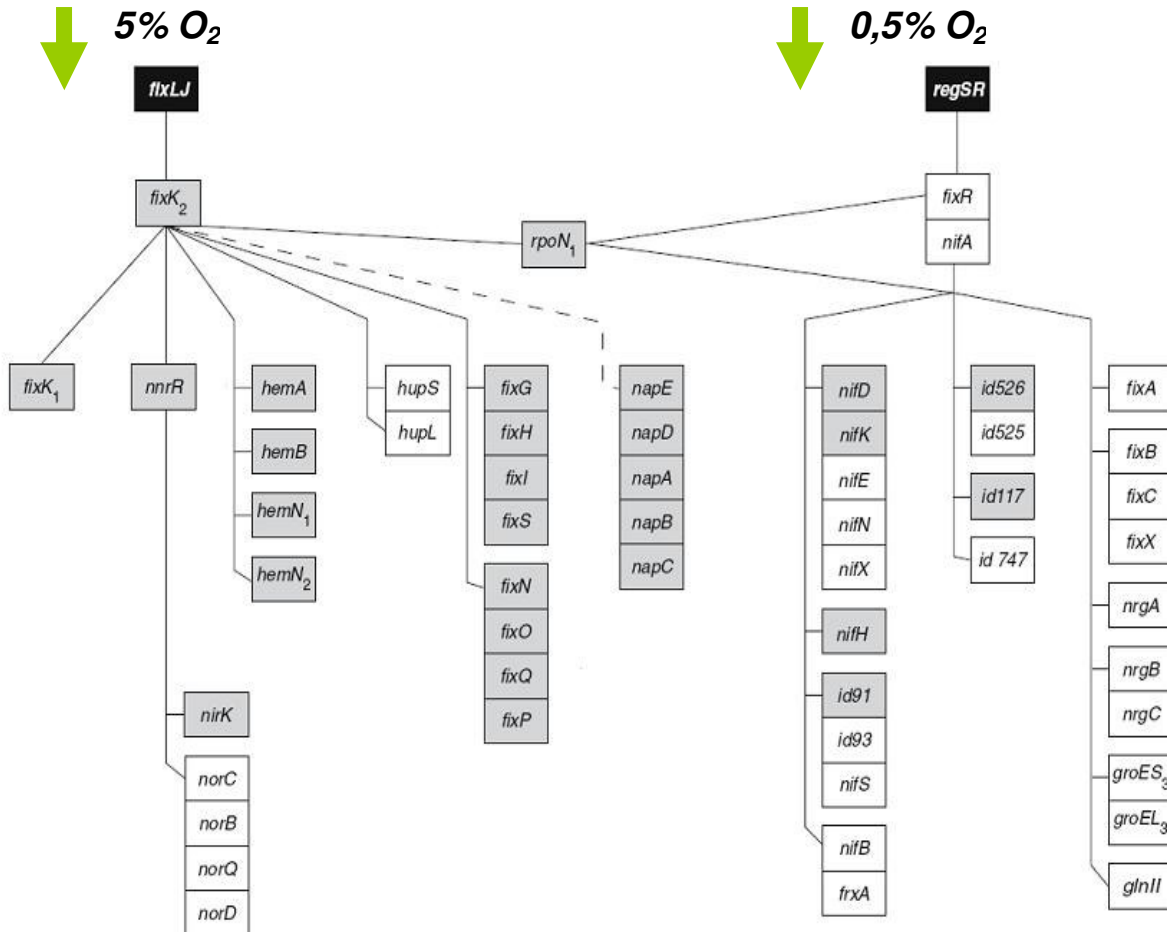 5% O₂
0,5% O₂
fixLJ
regSR
fixK₂
fixR
nifA
rpoN₁
fixK₁
nnrR
hemA
hemB
hemN₁
hemN₂
hupS
hupL
fixG
fixH
fixI
fixS
fixN
fixO
fixQ
fixP
napE
napD
napA
napB
napC
nirK
norC
norB
norQ
norD
nifD
nifK
nifE
nifN
nifX
nifH
id91
id93
nifS
nifB
frxA
id526
id525
id117
id 747
fixA
fixB
fixC
fixX
nrgA
nrgB
nrgC
groES₃
groEL₃
glnII